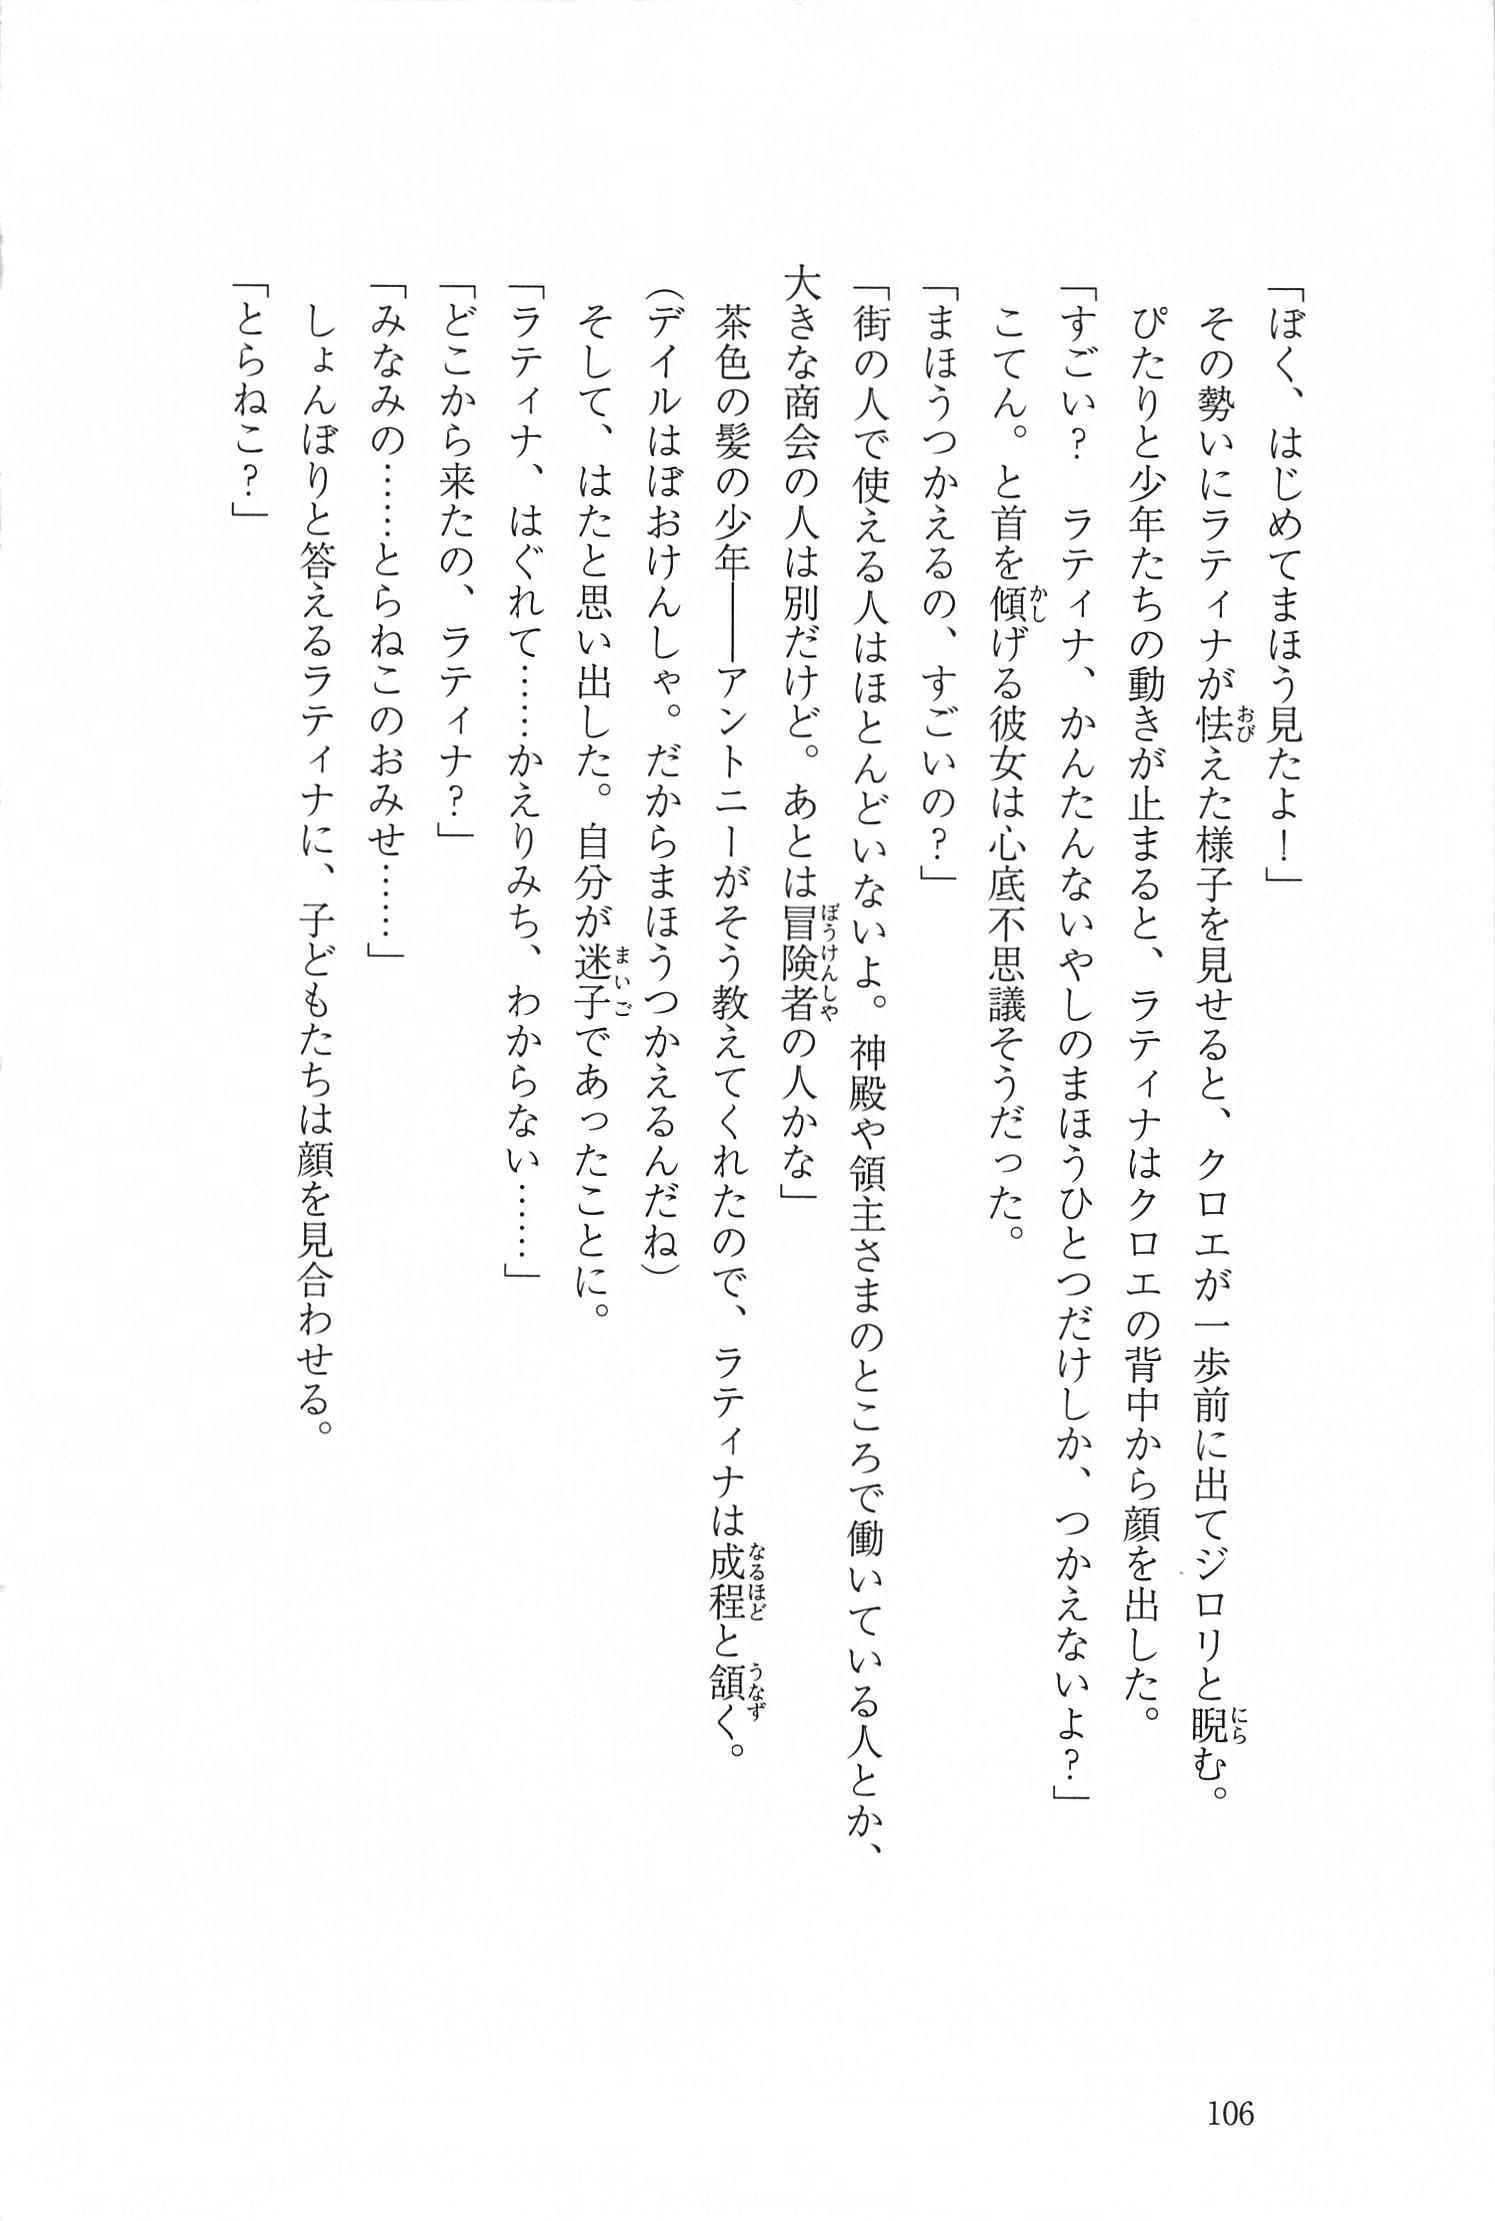 「ぼく、はじめてまほう見たよ！」
その勢いにラティナが怯えた様子を見せると、クロエが一歩前に出てジロリと睨む。
ぴたりと少年たちの動きが止まると、ラティナはクロエの背中から顔を出した。
「すごい？　ラティナ、かんたんないやしのまほうひとつだけしか、つかえないよ？」
こてん。と首を傾げる彼女は心底不思議そうだった。
「まほうつかえるの、すごいの？」
「街の人で使える人はほとんどいないよ。神殿や領主さまのところで働いている人とか、
大きな商会の人は別だけど。あとは冒険者の人かな」
茶色の髪の少年――アントニーがそう教えてくれたので、ラティナは成程と頷く。
（デイルはぼおけんしゃ。だからまほうつかえるんだね）
そして、はたと思い出した。自分が迷子であったことに。
「ラティナ、はぐれて……かえりみち、わからない……」
「どこから来たの、ラティナ？」
「みなみの……とらねこのおみせ……」
しょんぼりと答えるラティナに、子どもたちは顔を見合わせる。
「とらねこ？」
106